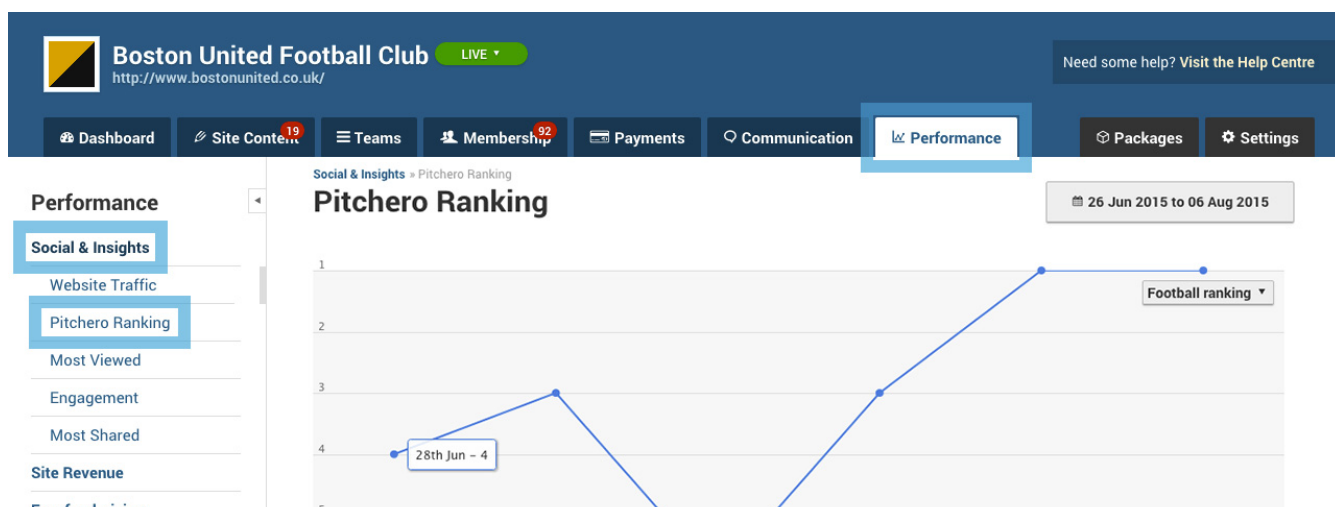 Boston United Football Club
LIVE
http://www.bostonunited.co.uk/
Need some help? Visit the Help Centre
Dashboard
Site Content
19
Teams
Membership
92
Payments
Communication
Performance
Packages
Settings
Performance
Social & Insights
Website Traffic
Pitchero Ranking
Most Viewed
Engagement
Most Shared
Site Revenue
Social & Insights » Pitchero Ranking
Pitchero Ranking
26 Jun 2015 to 06 Aug 2015
1
Football ranking
2
3
4
28th Jun – 4